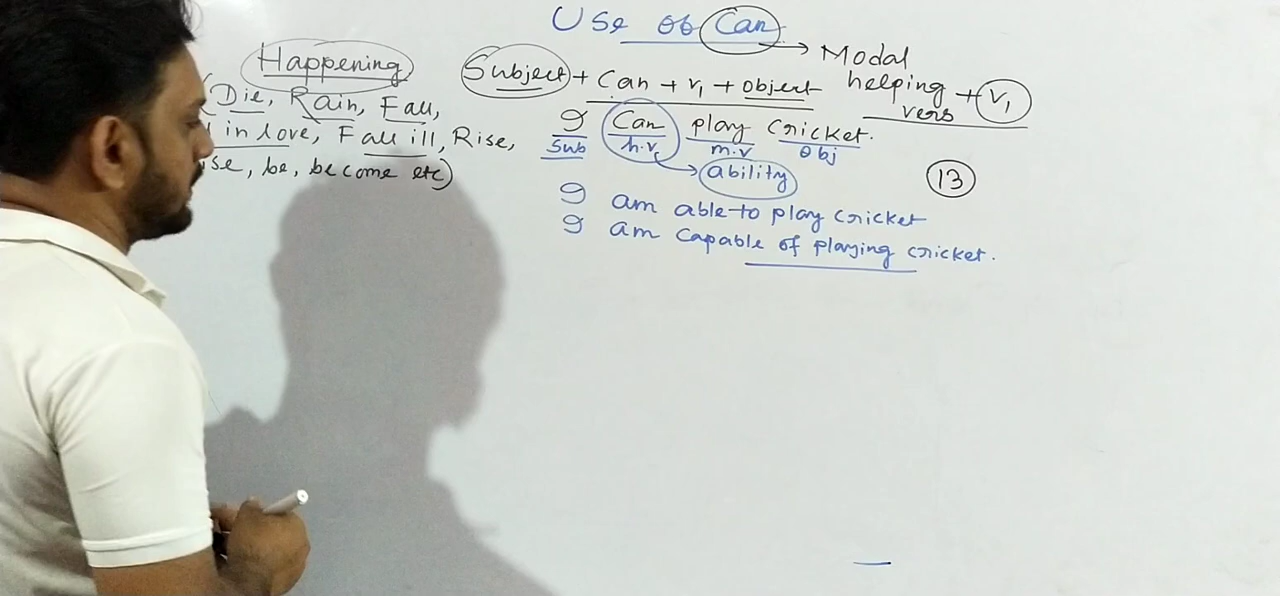 Use of Can
Modal
helping + V1
vers
Happening
(Die, Rain, Fall,
in love, Fall ill, Rise,
be, become etc)
Subject + Can + V1 + object
I Can play cricket.
Sub h.v m.v obj
ability
13
I am able to play cricket
I am capable of playing cricket.